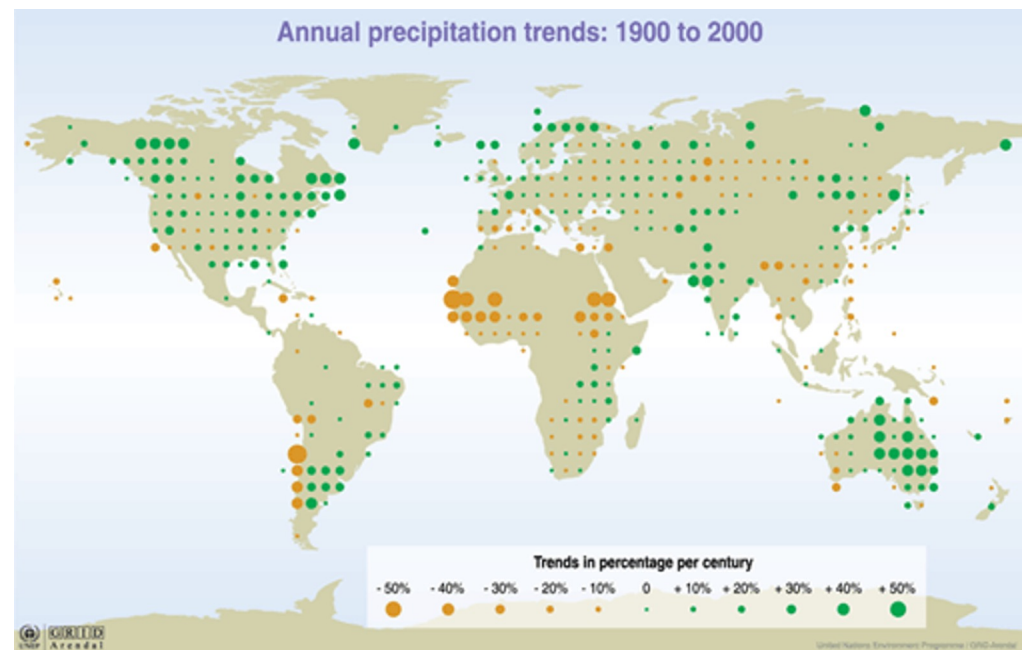 Annual precipitation trends: 1900 to 2000
Trends in percentage per century
- 50% - 40% - 30% - 20% - 10% 0 + 10% + 20% + 30% + 40% + 50%
UNEP
G R I D
Arendal
United Nations Environment Programme / GRID-Arendal